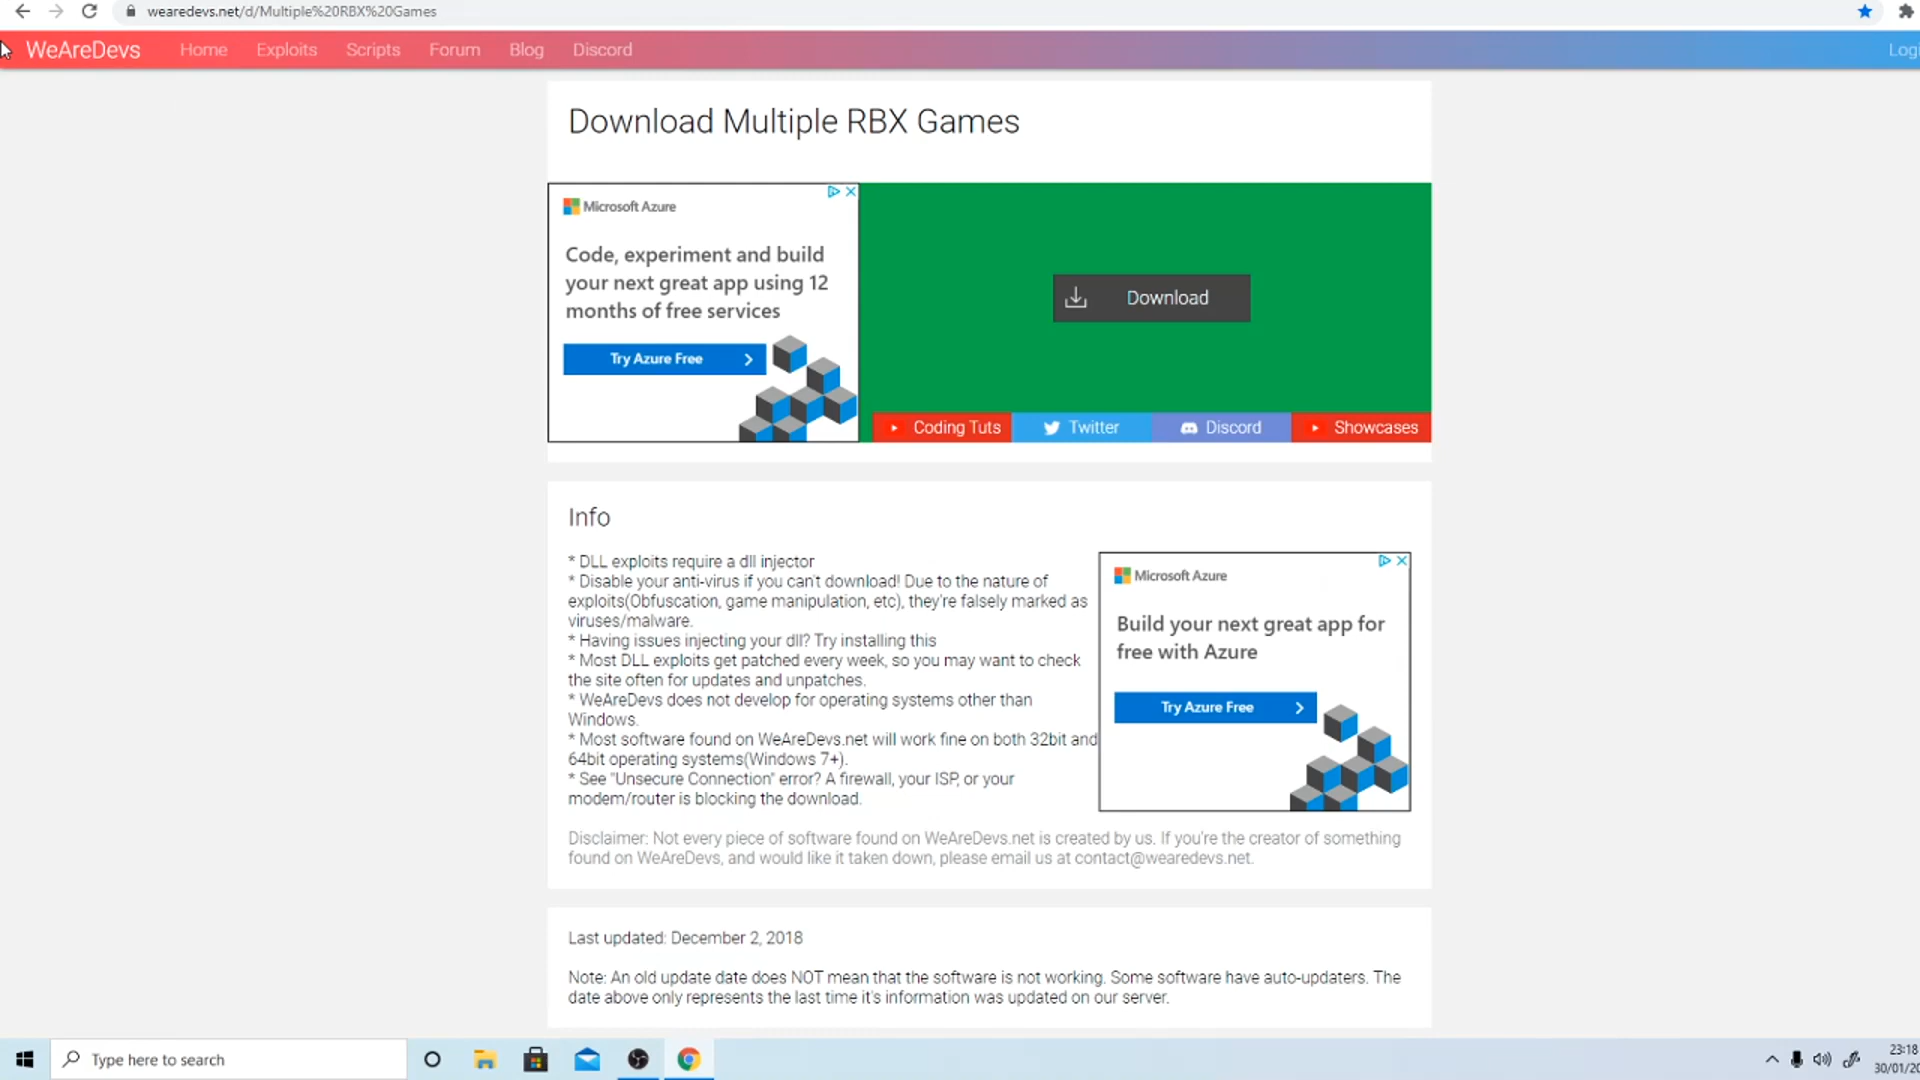 wearedevs.net/d/Multiple%20RBX%20Games
WeAreDevs Home Exploits Scripts Forum Blog Discord Logi
Download Multiple RBX Games
Microsoft Azure
Code, experiment and build
your next great app using 12
months of free services
Try Azure Free
Download
Coding Tuts Twitter Discord Showcases
Info
* DLL exploits require a dll injector
* Disable your anti-virus if you can't download! Due to the nature of
exploits(Obfuscation, game manipulation, etc), they're falsely marked as
viruses/malware.
* Having issues injecting your dll? Try installing this
* Most DLL exploits get patched every week, so you may want to check
the site often for updates and unpatches.
* WeAreDevs does not develop for operating systems other than
Windows.
* Most software found on WeAreDevs.net will work fine on both 32bit and
64bit operating systems(Windows 7+).
* See "Unsecure Connection" error? A firewall, your ISP, or your
modem/router is blocking the download.
Microsoft Azure
Build your next great app for
free with Azure
Try Azure Free
Disclaimer: Not every piece of software found on WeAreDevs.net is created by us. If you're the creator of something
found on WeAreDevs, and would like it taken down, please email us at contact@wearedevs.net.
Last updated: December 2, 2018
Note: An old update date does NOT mean that the software is not working. Some software have auto-updaters. The
date above only represents the last time it's information was updated on our server.
Type here to search
23:18
30/01/20